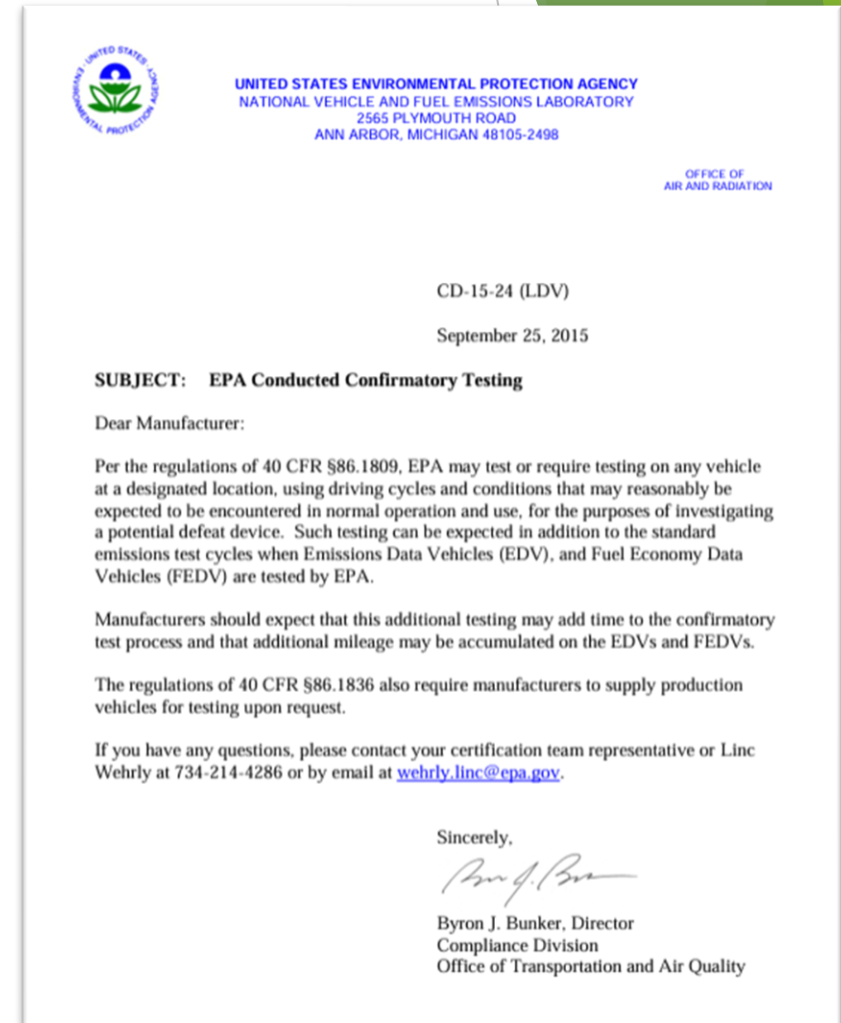 UNITED STATES ENVIRONMENTAL PROTECTION AGENCY
UNITED STATES ENVIRONMENTAL PROTECTION AGENCY
NATIONAL VEHICLE AND FUEL EMISSIONS LABORATORY
2565 PLYMOUTH ROAD
ANN ARBOR, MICHIGAN 48105-2498
OFFICE OF
AIR AND RADIATION
CD-15-24 (LDV)
September 25, 2015
SUBJECT: EPA Conducted Confirmatory Testing
Dear Manufacturer:
Per the regulations of 40 CFR §86.1809, EPA may test or require testing on any vehicle
at a designated location, using driving cycles and conditions that may reasonably be
expected to be encountered in normal operation and use, for the purposes of investigating
a potential defeat device. Such testing can be expected in addition to the standard
emissions test cycles when Emissions Data Vehicles (EDV), and Fuel Economy Data
Vehicles (FEDV) are tested by EPA.
Manufacturers should expect that this additional testing may add time to the confirmatory
test process and that additional mileage may be accumulated on the EDVs and FEDVs.
The regulations of 40 CFR §86.1836 also require manufacturers to supply production
vehicles for testing upon request.
If you have any questions, please contact your certification team representative or Linc
Wehrly at 734-214-4286 or by email at wehrly.linc@epa.gov.
Sincerely,
Byron J. Bunker, Director
Compliance Division
Office of Transportation and Air Quality